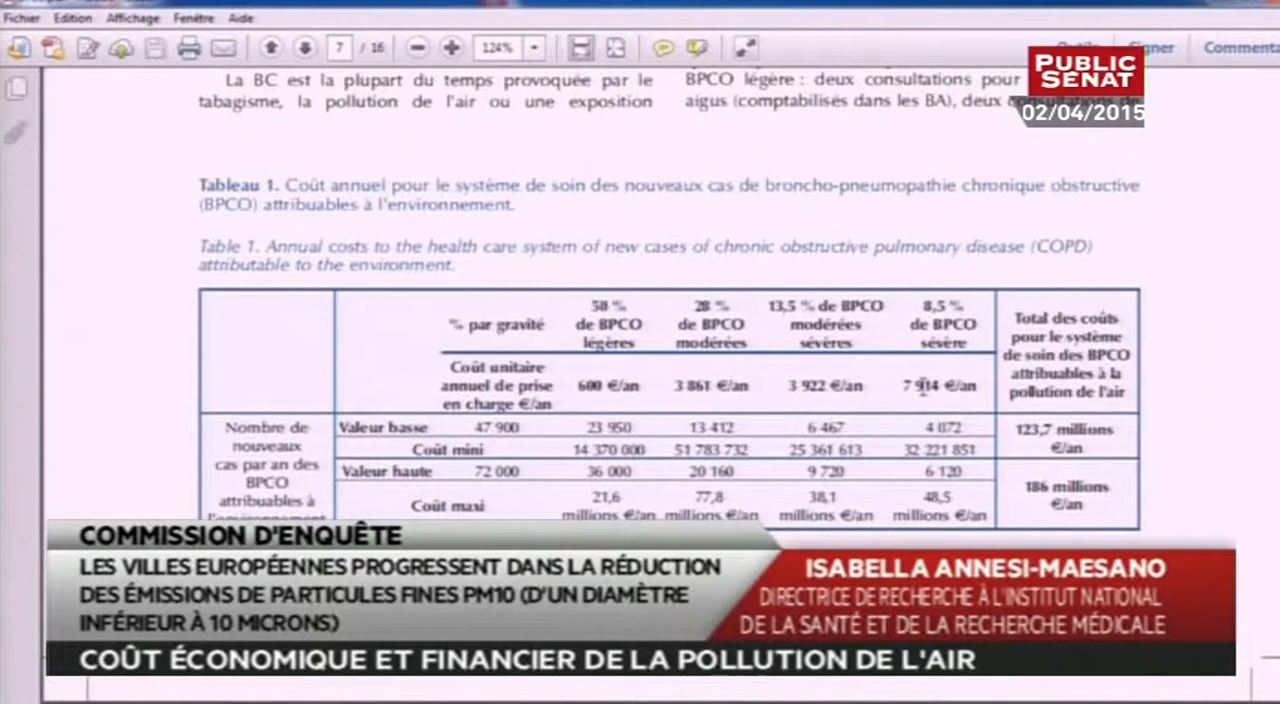 Fichier Edition Affichage Fenêtre Aide
7 / 16 124%
Signer Comment
PUBLIC
SÉNAT
02/04/2015
La BC est la plupart du temps provoquée par le
tabagisme, la pollution de l'air ou une exposition
BPCO légère : deux consultations pour
aigus (comptabilisés dans les BA), deux consultations de
Tableau 1. Coût annuel pour le système de soin des nouveaux cas de broncho-pneumopathie chronique obstructive
(BPCO) attribuables à l'environnement.
Table 1. Annual costs to the health care system of new cases of chronic obstructive pulmonary disease (COPD)
attributable to the environment.
% par gravité
50 %
de BPCO
légères
28 %
de BPCO
modérées
13,5 % de BPCO
modérées
sévères
8,5 %
de BPCO
sévère
Total des coûts
pour le système
de soin des BPCO
attribuables à la
pollution de l'air
Coût unitaire
annuel de prise
en charge €/an
600 €/an 3 861 €/an 3 922 €/an 7 914 €/an
Nombre de
nouveaux
cas par an des
BPCO
attribuables à
l'environnement
Valeur basse 47 900 23 950 13 412 6 467 4 072
Coût mini 14 370 000 51 783 732 25 361 613 32 221 851
123,7 millions
€/an
Valeur haute 72 000 36 000 20 160 9 720 6 120
Coût maxi
21,6
millions €/an
77,8
millions €/an
38,1
millions €/an
48,5
millions €/an
186 millions
€/an
COMMISSION D'ENQUÊTE
LES VILLES EUROPÉENNES PROGRESSENT DANS LA RÉDUCTION
DES ÉMISSIONS DE PARTICULES FINES PM10 (D'UN DIAMÈTRE
INFÉRIEUR À 10 MICRONS)
ISABELLA ANNESI-MAESANO
DIRECTRICE DE RECHERCHE À L'INSTITUT NATIONAL
DE LA SANTÉ ET DE LA RECHERCHE MÉDICALE
COÛT ÉCONOMIQUE ET FINANCIER DE LA POLLUTION DE L'AIR